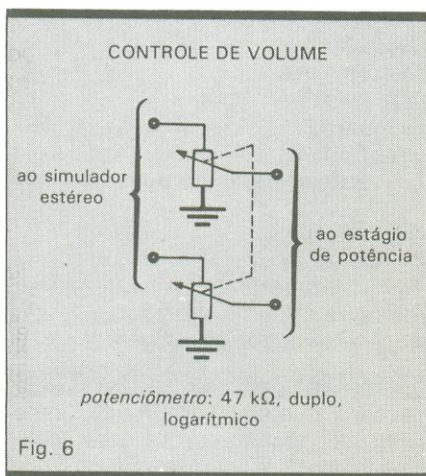 CONTROLE DE VOLUME
ao simulador
estéreo
ao estágio
de potência
potenciômetro: 47 kΩ, duplo,
logarítmico
Fig. 6